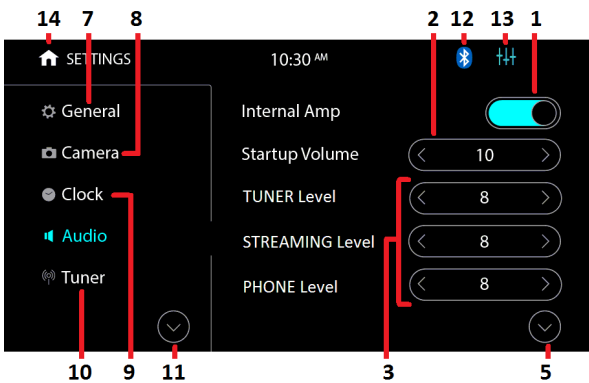 14 7 8 2 12 13 1
SETTINGS 10:30 AM
General Internal Amp
Camera Startup Volume 10
Clock TUNER Level 8
Audio STREAMING Level 8
Tuner PHONE Level 8
10 9 11 3 5